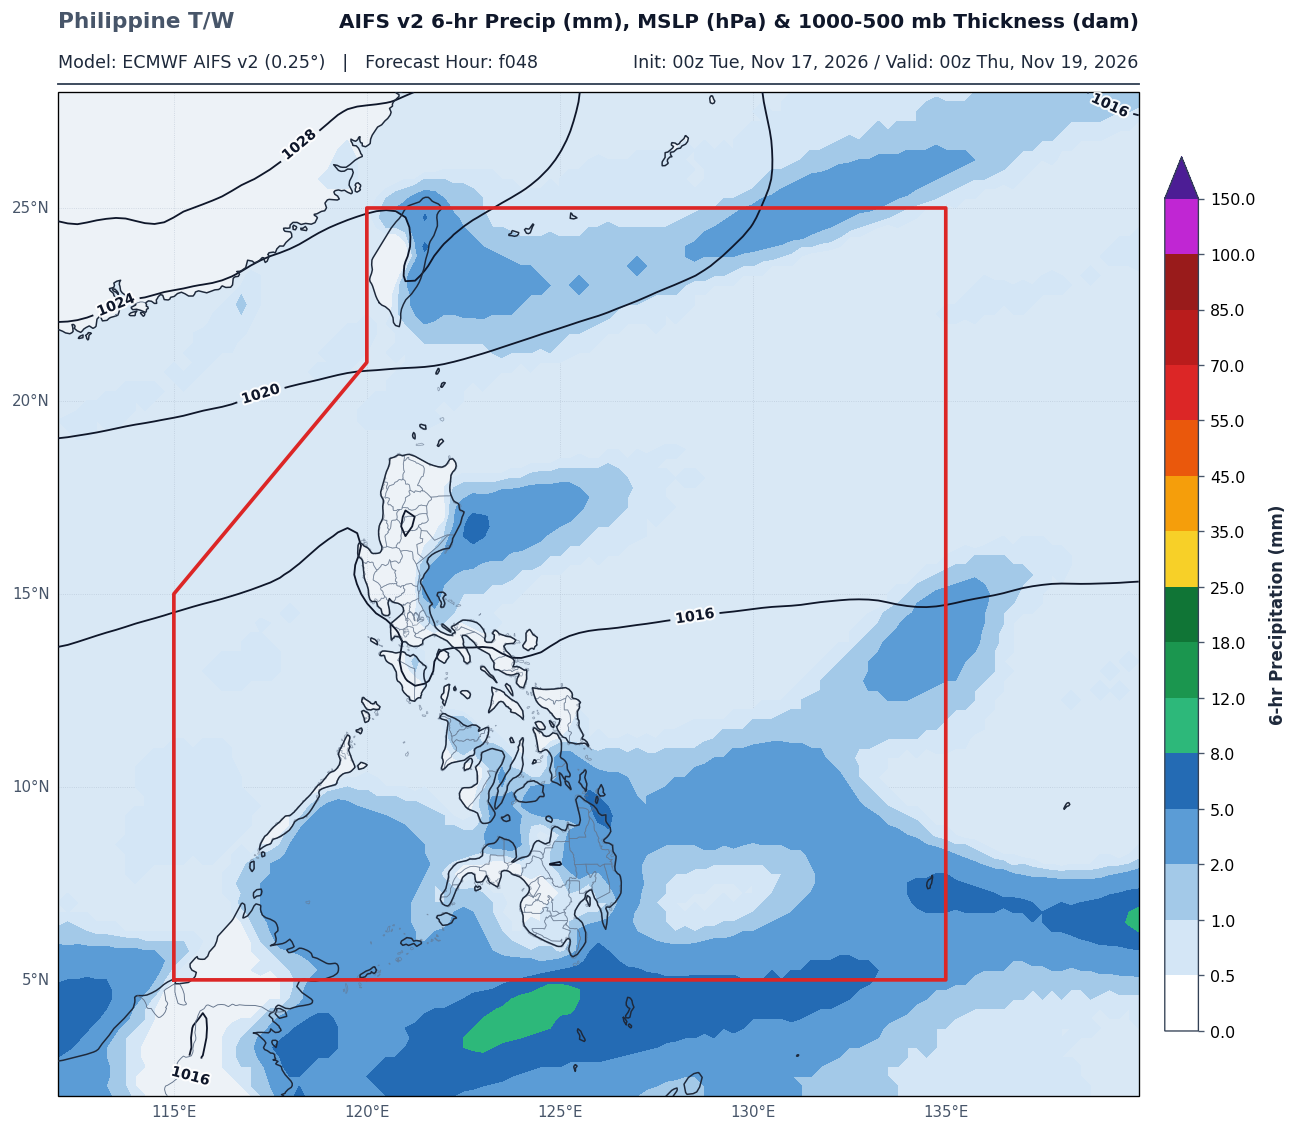 Philippine T/W
AIFS v2 6-hr Precip (mm), MSLP (hPa) & 1000-500 mb Thickness (dam)
Model: ECMWF AIFS v2 (0.25°) | Forecast Hour: f048
Init: 00z Tue, Nov 17, 2026 / Valid: 00z Thu, Nov 19, 2026
1016
1028
1024
1020
1016
1016
25°N
20°N
15°N
10°N
5°N
115°E
120°E
125°E
130°E
135°E
150.0
100.0
85.0
70.0
55.0
45.0
35.0
25.0
18.0
12.0
8.0
5.0
2.0
1.0
0.5
0.0
6-hr Precipitation (mm)